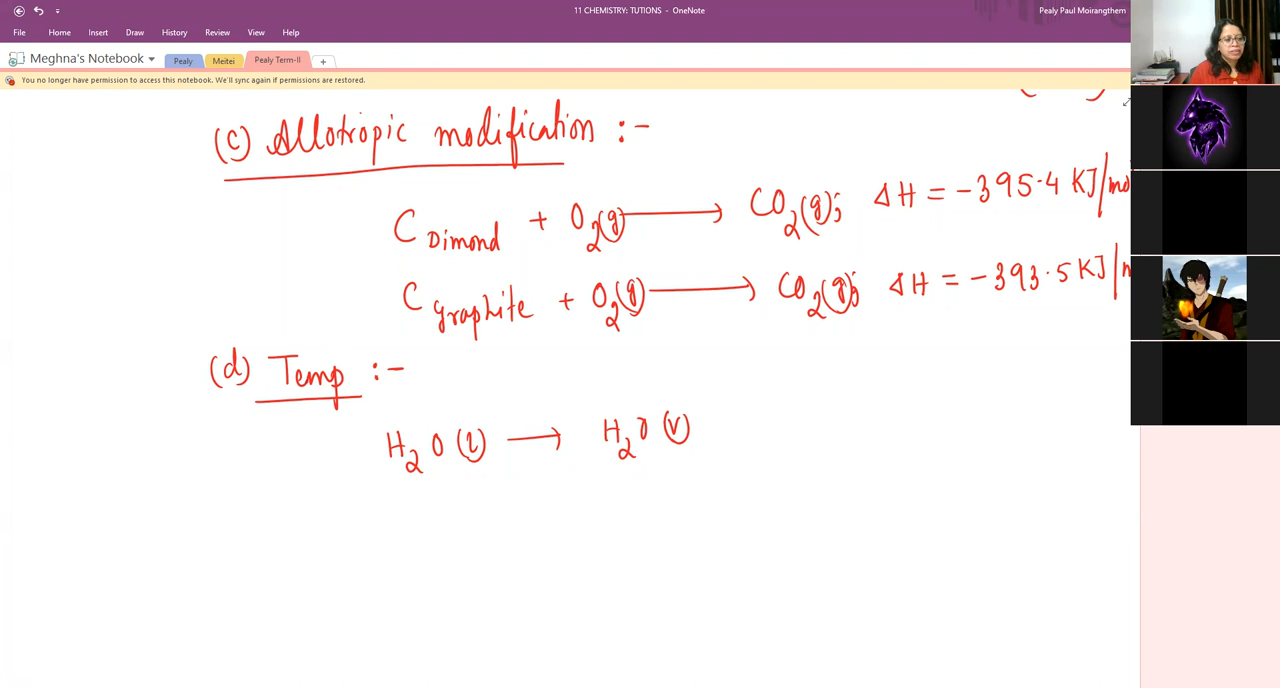 11 CHEMISTRY: TUTIONS - OneNote
Pealy Paul Moirangthem
File Home Insert Draw History Review View Help
Meghna's Notebook Pealy Meitei Pealy Term-II
You no longer have permission to access this notebook. We'll sync again if permissions are restored.
(c) Allotropic modification :-
C Dimond + O₂(g) → CO₂(g); ΔH = -395.4 KJ/mol
C graphite + O₂(g) → CO₂(g); ΔH = -393.5 KJ/m
(d) Temp :-
H₂O (l) → H₂O (v)